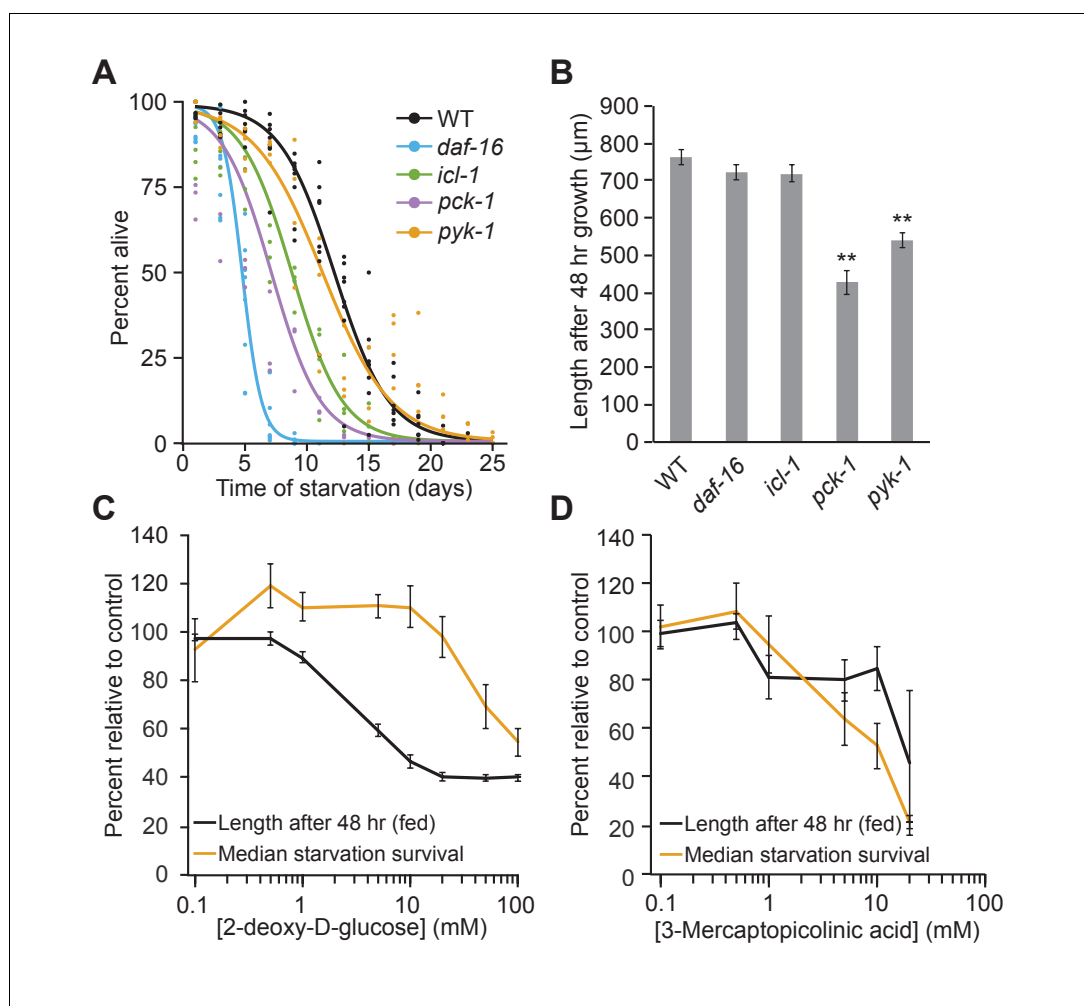 A
100
75
50
25
0
Percent alive
WT
daf-16
icl-1
pck-1
pyk-1
0 5 10 15 20 25
Time of starvation (days)
B
900
800
700
600
500
400
300
200
100
0
Length after 48 hr growth (µm)
**
**
WT
daf-16
icl-1
pck-1
pyk-1
C
140
120
100
80
60
40
20
0
Percent relative to control
Length after 48 hr (fed)
Median starvation survival
0.1 1 10 100
[2-deoxy-D-glucose] (mM)
D
140
120
100
80
60
40
20
0
Percent relative to control
Length after 48 hr (fed)
Median starvation survival
0.1 1 10 100
[3-Mercaptopicolinic acid] (mM)